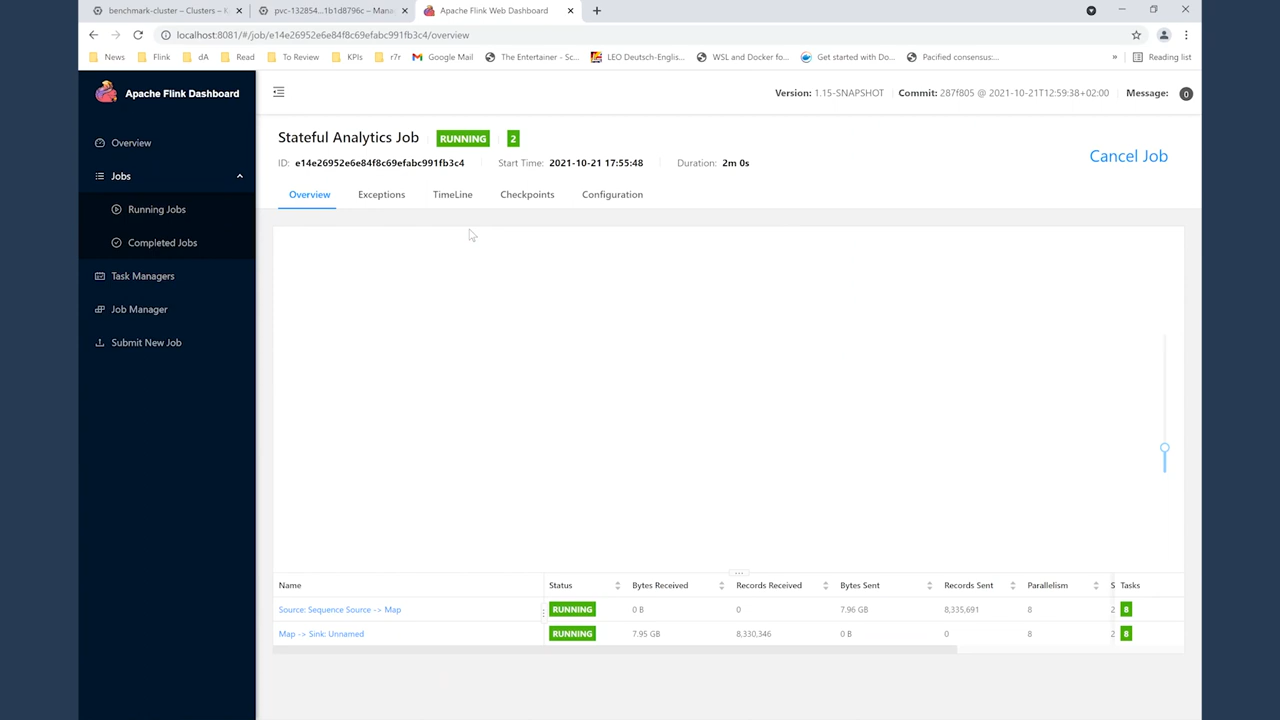 benchmark-cluster – Clusters – K
pvc-132854...1b1d8796c – Mana
Apache Flink Web Dashboard
localhost:8081/#/job/e14e26952e6e84f8c69efabc991fb3c4/overview
News Flink dA Read To Review KPIs r7r Google Mail The Entertainer - Sc... LEO Deutsch-Englis... WSL and Docker fo... Get started with Do... Pacified consensus:... » Reading list
Apache Flink Dashboard
Version: 1.15-SNAPSHOT Commit: 287f805 @ 2021-10-21T12:59:38+02:00 Message: 0
Overview
Jobs
Running Jobs
Completed Jobs
Task Managers
Job Manager
Submit New Job
Stateful Analytics Job RUNNING 2
ID: e14e26952e6e84f8c69efabc991fb3c4 Start Time: 2021-10-21 17:55:48 Duration: 2m 0s
Cancel Job
Overview Exceptions TimeLine Checkpoints Configuration
Name Status Bytes Received Records Received Bytes Sent Records Sent Parallelism S Tasks
Source: Sequence Source -> Map RUNNING 0 B 0 7.96 GB 8,335,691 8 2 8
Map -> Sink: Unnamed RUNNING 7.95 GB 8,330,346 0 B 0 8 2 8